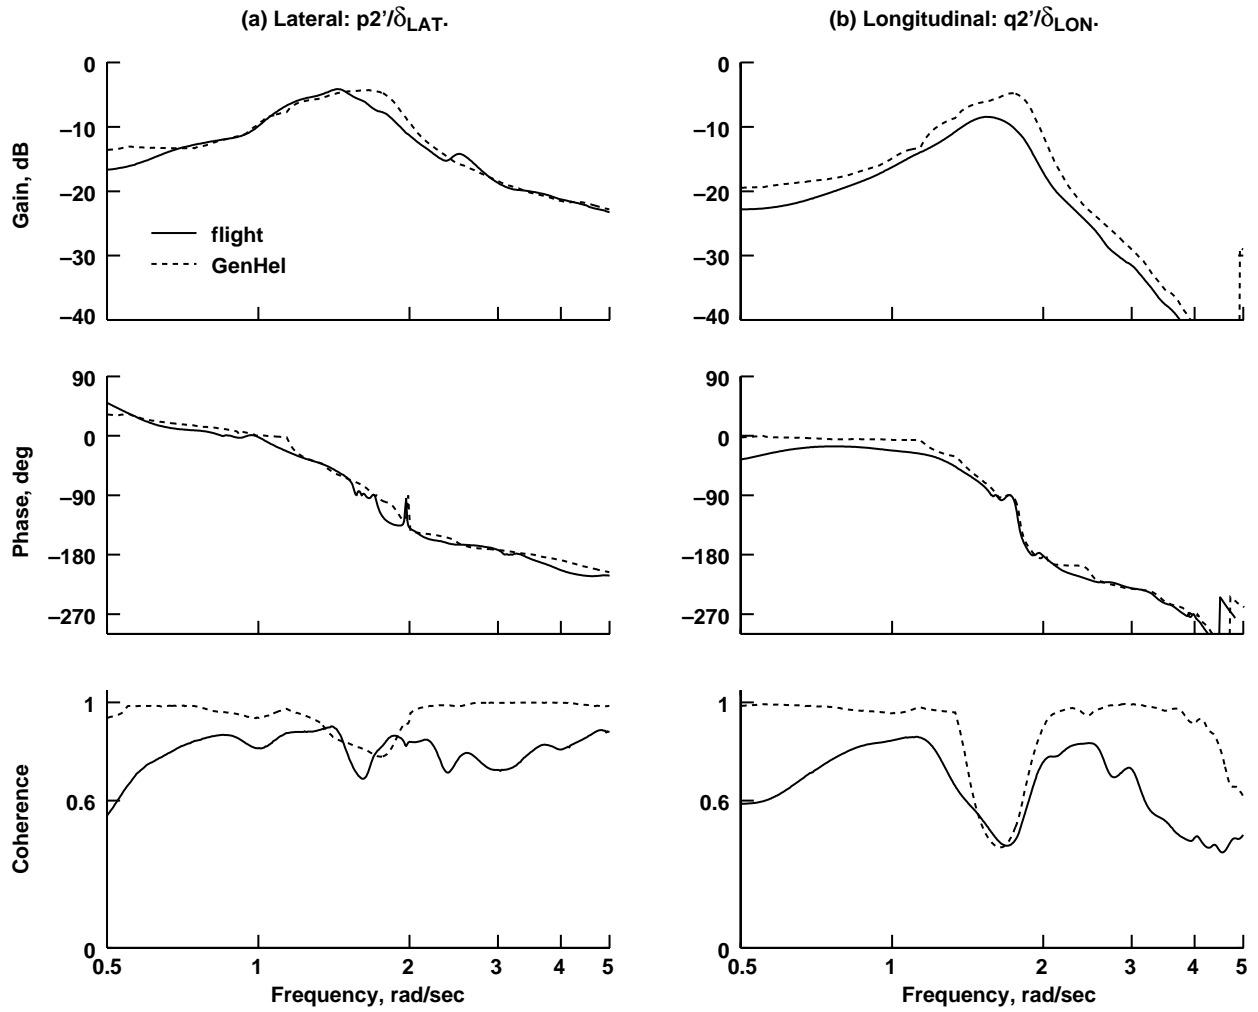 (a) Lateral: p2’/δLAT.
(b) Longitudinal: q2’/δLON.
0
–10
–20
–30
–40
Gain, dB
flight
GenHel
0
–10
–20
–30
–40
90
0
–90
–180
–270
Phase, deg
90
0
–90
–180
–270
1
0.6
0
Coherence
0.5 1 2 3 4 5
Frequency, rad/sec
1
0.6
0
0.5 1 2 3 4 5
Frequency, rad/sec